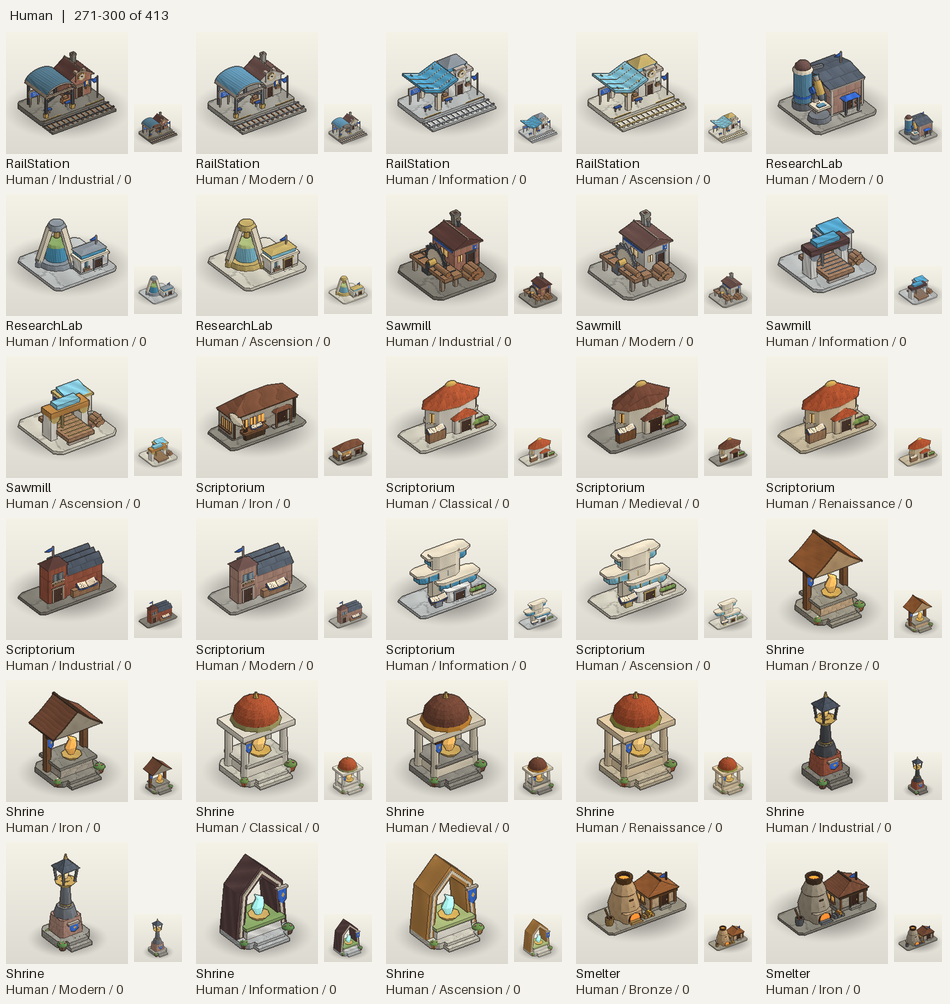 Human | 271-300 of 413
RailStation
Human / Industrial / 0
RailStation
Human / Modern / 0
RailStation
Human / Information / 0
RailStation
Human / Ascension / 0
ResearchLab
Human / Modern / 0
ResearchLab
Human / Information / 0
ResearchLab
Human / Ascension / 0
Sawmill
Human / Industrial / 0
Sawmill
Human / Modern / 0
Sawmill
Human / Information / 0
Sawmill
Human / Ascension / 0
Scriptorium
Human / Iron / 0
Scriptorium
Human / Classical / 0
Scriptorium
Human / Medieval / 0
Scriptorium
Human / Renaissance / 0
Scriptorium
Human / Industrial / 0
Scriptorium
Human / Modern / 0
Scriptorium
Human / Information / 0
Scriptorium
Human / Ascension / 0
Shrine
Human / Bronze / 0
Shrine
Human / Iron / 0
Shrine
Human / Classical / 0
Shrine
Human / Medieval / 0
Shrine
Human / Renaissance / 0
Shrine
Human / Industrial / 0
Shrine
Human / Modern / 0
Shrine
Human / Information / 0
Shrine
Human / Ascension / 0
Smelter
Human / Bronze / 0
Smelter
Human / Iron / 0